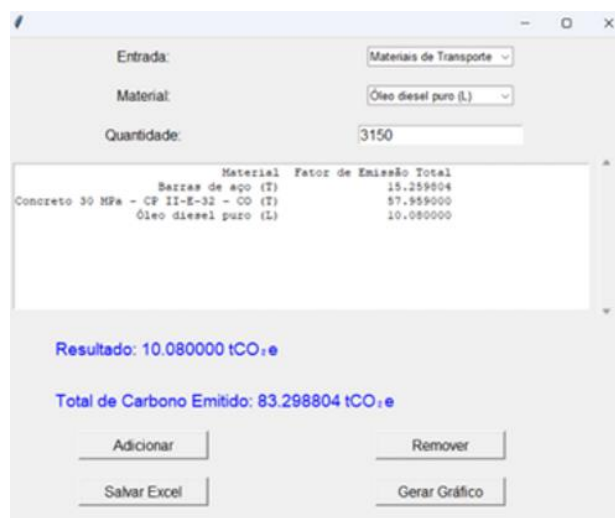 Entrada: Materiais de Transporte
Material: Óleo diesel puro (L)
Quantidade: 3150
Material Fator de Emissão Total
Barras de aço (T) 15.259804
Concreto 30 MPa - CP II-E-32 - CO (T) 57.959000
Óleo diesel puro (L) 10.080000
Resultado: 10.080000 tCO₂e
Total de Carbono Emitido: 83.298804 tCO₂e
Adicionar Remover
Salvar Excel Gerar Gráfico